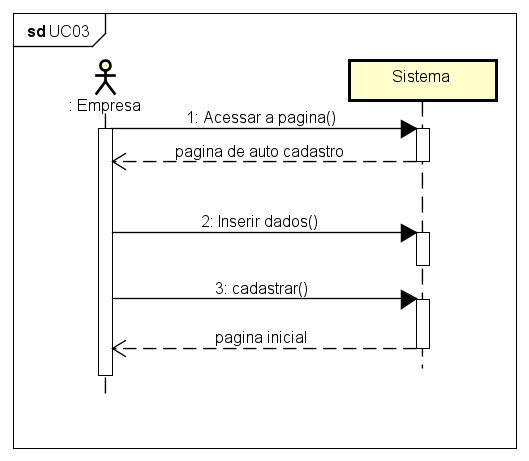 sd UC03
: Empresa
Sistema
1: Acessar a pagina()
pagina de auto cadastro
2: Inserir dados()
3: cadastrar()
pagina inicial